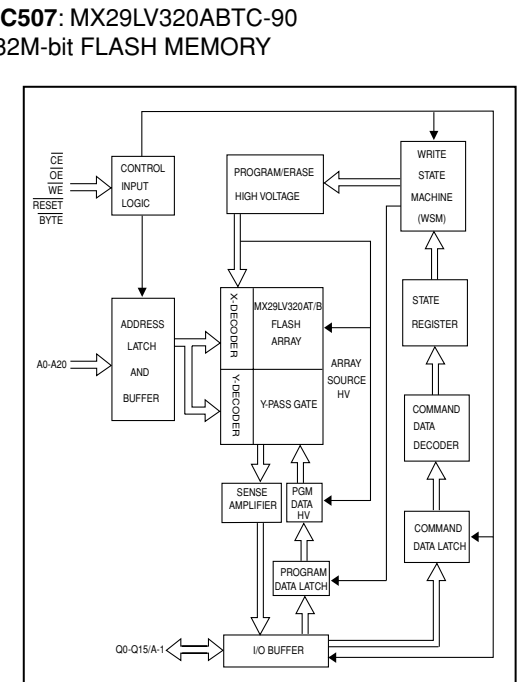 C507: MX29LV320ABTC-90
32M-bit FLASH MEMORY
CE
OE
WE
RESET
BYTE
CONTROL
INPUT
LOGIC
PROGRAM/ERASE
HIGH VOLTAGE
WRITE
STATE
MACHINE
(WSM)
A0-A20
ADDRESS
LATCH
AND
BUFFER
X-DECODER
MX29LV320AT/B
FLASH
ARRAY
Y-DECODER
Y-PASS GATE
ARRAY
SOURCE
HV
STATE
REGISTER
COMMAND
DATA
DECODER
SENSE
AMPLIFIER
PGM
DATA
HV
COMMAND
DATA LATCH
PROGRAM
DATA LATCH
Q0-Q15/A-1
I/O BUFFER